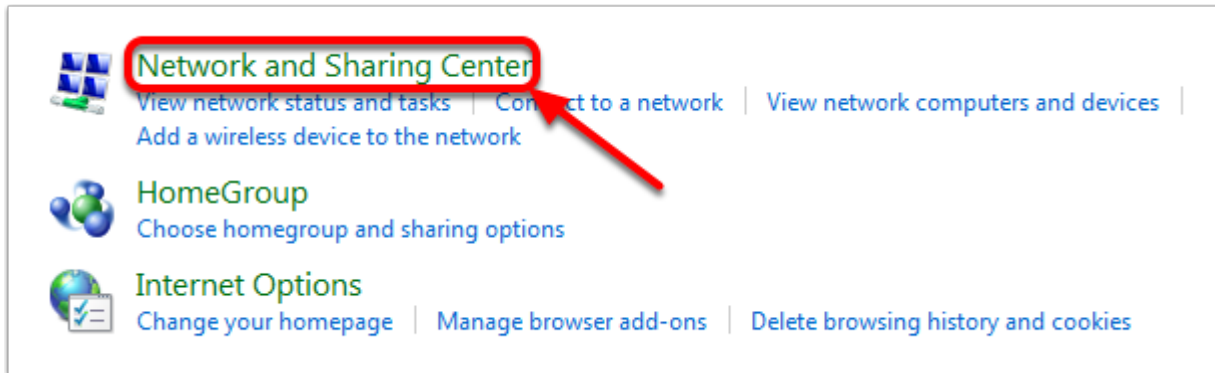 Network and Sharing Center
View network status and tasks Connect to a network View network computers and devices
Add a wireless device to the network
HomeGroup
Choose homegroup and sharing options
Internet Options
Change your homepage Manage browser add-ons Delete browsing history and cookies